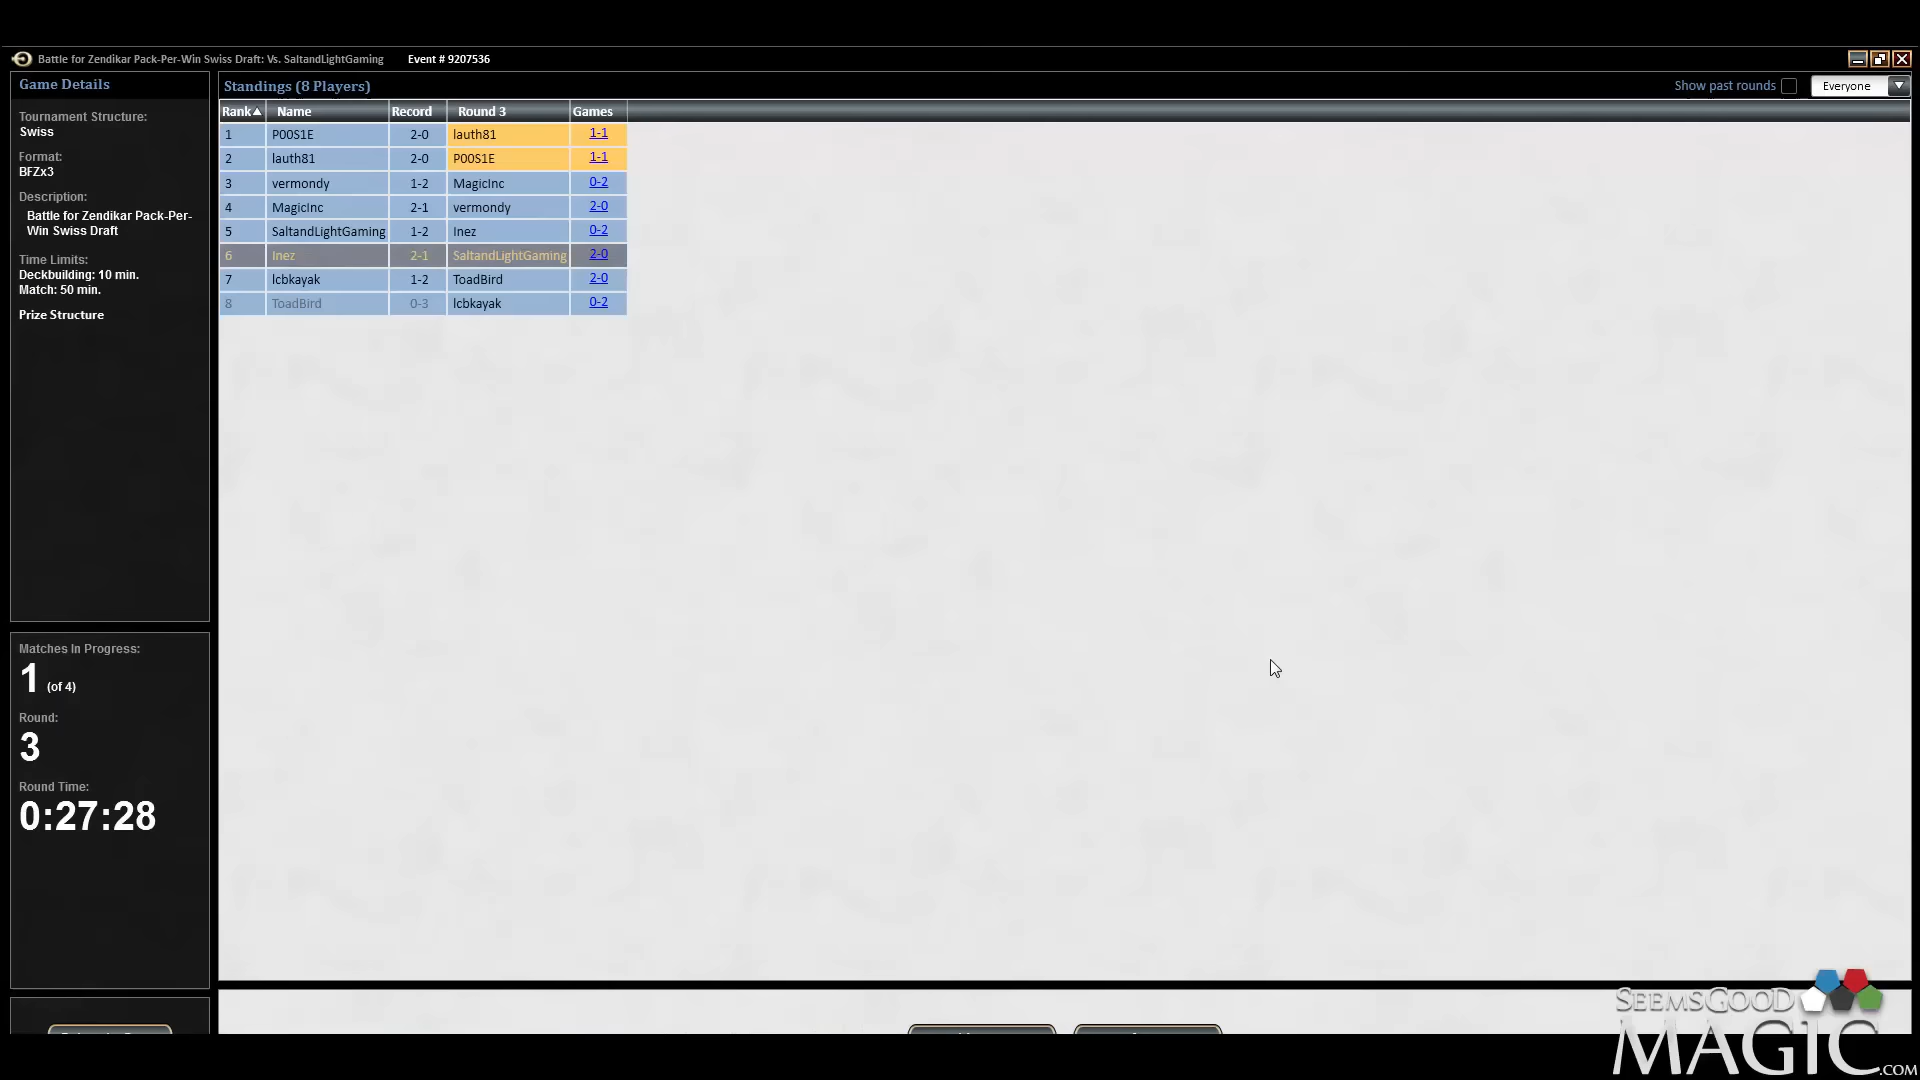 Battle for Zendikar Pack-Per-Win Swiss Draft: Vs. SaltandLightGaming Event # 9207536
Game Details
Tournament Structure:
Swiss
Format:
BFZx3
Description:
Battle for Zendikar Pack-Per-
Win Swiss Draft
Time Limits:
Deckbuilding: 10 min.
Match: 50 min.
Prize Structure
Matches In Progress:
1 (of 4)
Round:
3
Round Time:
0:27:28
Standings (8 Players) Show past rounds Everyone
Rank Name Record Round 3 Games
1 P00S1E 2-0 lauth81 1-1
2 lauth81 2-0 P00S1E 1-1
3 vermondy 1-2 MagicInc 0-2
4 MagicInc 2-1 vermondy 2-0
5 SaltandLightGaming 1-2 Inez 0-2
6 Inez 2-1 SaltandLightGaming 2-0
7 lcbkayak 1-2 ToadBird 2-0
8 ToadBird 0-3 lcbkayak 0-2
SEEMSGOOD
MAGIC.COM